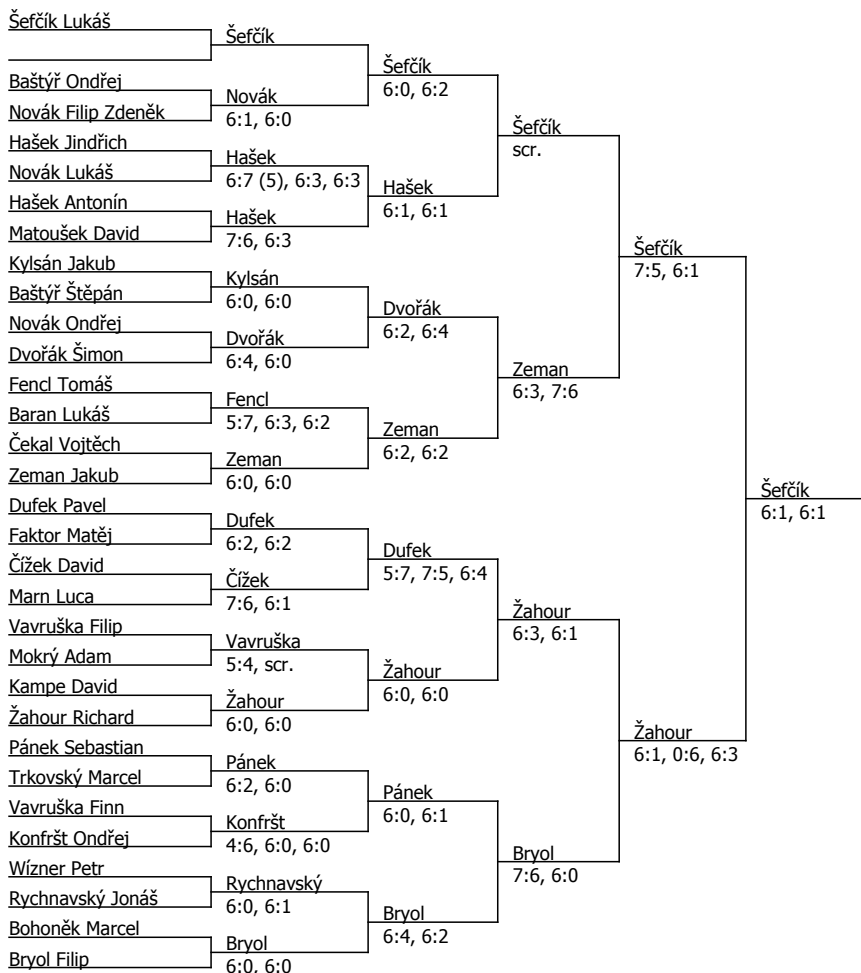 Šefčík Lukáš
Baštýř Ondřej
Novák Filip Zdeněk
Hašek Jindřich
Novák Lukáš
Hašek Antonín
Matoušek David
Kylsán Jakub
Baštýř Štěpán
Novák Ondřej
Dvořák Šimon
Fencl Tomáš
Baran Lukáš
Čekal Vojtěch
Zeman Jakub
Dufek Pavel
Faktor Matěj
Čížek David
Marn Luca
Vavruška Filip
Mokrý Adam
Kampe David
Žahour Richard
Pánek Sebastian
Trkovský Marcel
Vavruška Finn
Konfršt Ondřej
Wízner Petr
Rychnavský Jonáš
Bohoněk Marcel
Bryol Filip
Šefčík
Novák
6:1, 6:0
Hašek
6:7 (5), 6:3, 6:3
Hašek
7:6, 6:3
Kylsán
6:0, 6:0
Dvořák
6:4, 6:0
Fencl
5:7, 6:3, 6:2
Zeman
6:0, 6:0
Dufek
6:2, 6:2
Čížek
7:6, 6:1
Vavruška
5:4, scr.
Žahour
6:0, 6:0
Pánek
6:2, 6:0
Konfršt
4:6, 6:0, 6:0
Rychnavský
6:0, 6:1
Bryol
6:0, 6:0
Šefčík
6:0, 6:2
Hašek
6:1, 6:1
Dvořák
6:2, 6:4
Zeman
6:2, 6:2
Dufek
5:7, 7:5, 6:4
Žahour
6:0, 6:0
Pánek
6:0, 6:1
Bryol
6:4, 6:2
Šefčík
scr.
Zeman
6:3, 7:6
Žahour
6:3, 6:1
Bryol
7:6, 6:0
Šefčík
7:5, 6:1
Žahour
6:1, 0:6, 6:3
Šefčík
6:1, 6:1